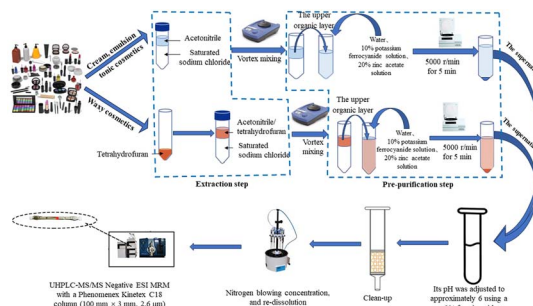 Cream, emulsion
tonic cosmetics
Acetonitrile
Saturated
sodium chloride
Vortex mixing
The upper
organic layer
Water、
10% potassium
ferrocyanide solution、
20% zinc acetate
solution
5000 r/min
for 5 min
The
Waxy cosmetics
Tetrahydrofuran
Acetonitrile/
tetrahydrofuran
Saturated
sodium chloride
Extraction step
Vortex
mixing
The upper
organic layer
Water、
10% potassium
ferrocyanide solution、
20% zinc acetate
solution
5000 r/min
for 5 min
The
Pre-purification step
UHPLC-MS/MS Negative ESI MRM
with a Phenomenex Kinetex C18
column (100 mm × 3 mm, 2.6 μm)
Nitrogen blowing concentration,
and re-dissolution
Clean-up
Its pH was adjusted to
approximately 6 using a